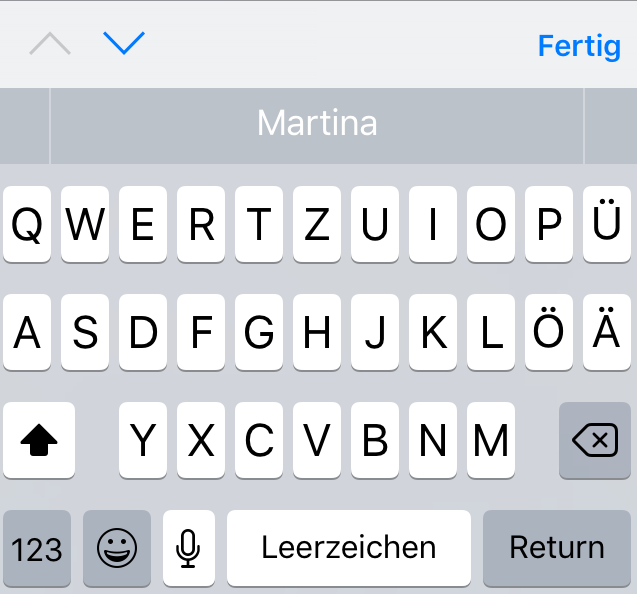 Fertig
Martina
Q W E R T Z U I O P Ü
A S D F G H J K L Ö Ä
Y X C V B N M
123 Leerzeichen Return